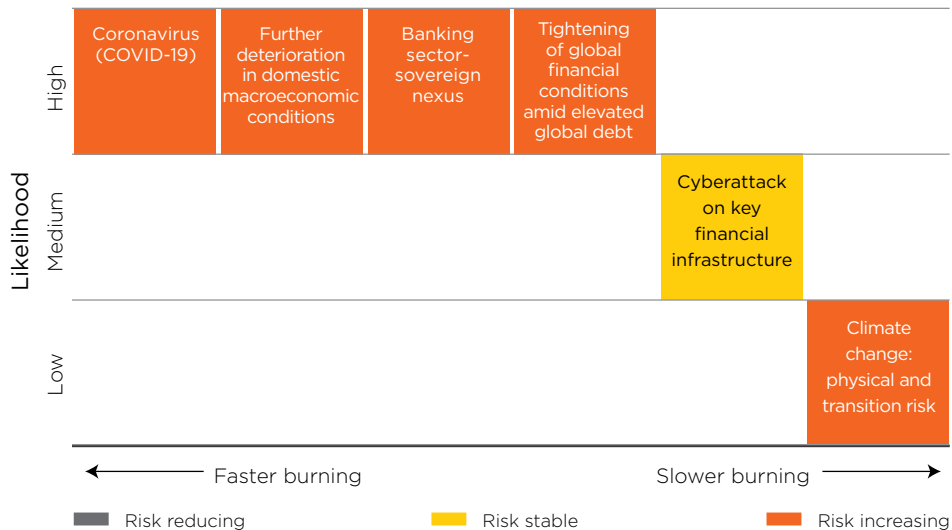 Likelihood
High
Medium
Low
Coronavirus
(COVID-19)
Further
deterioration
in domestic
macroeconomic
conditions
Banking
sector-
sovereign
nexus
Tightening
of global
financial
conditions
amid elevated
global debt
Cyberattack
on key
financial
infrastructure
Climate
change:
physical and
transition risk
Faster burning
Slower burning
Risk reducing
Risk stable
Risk increasing